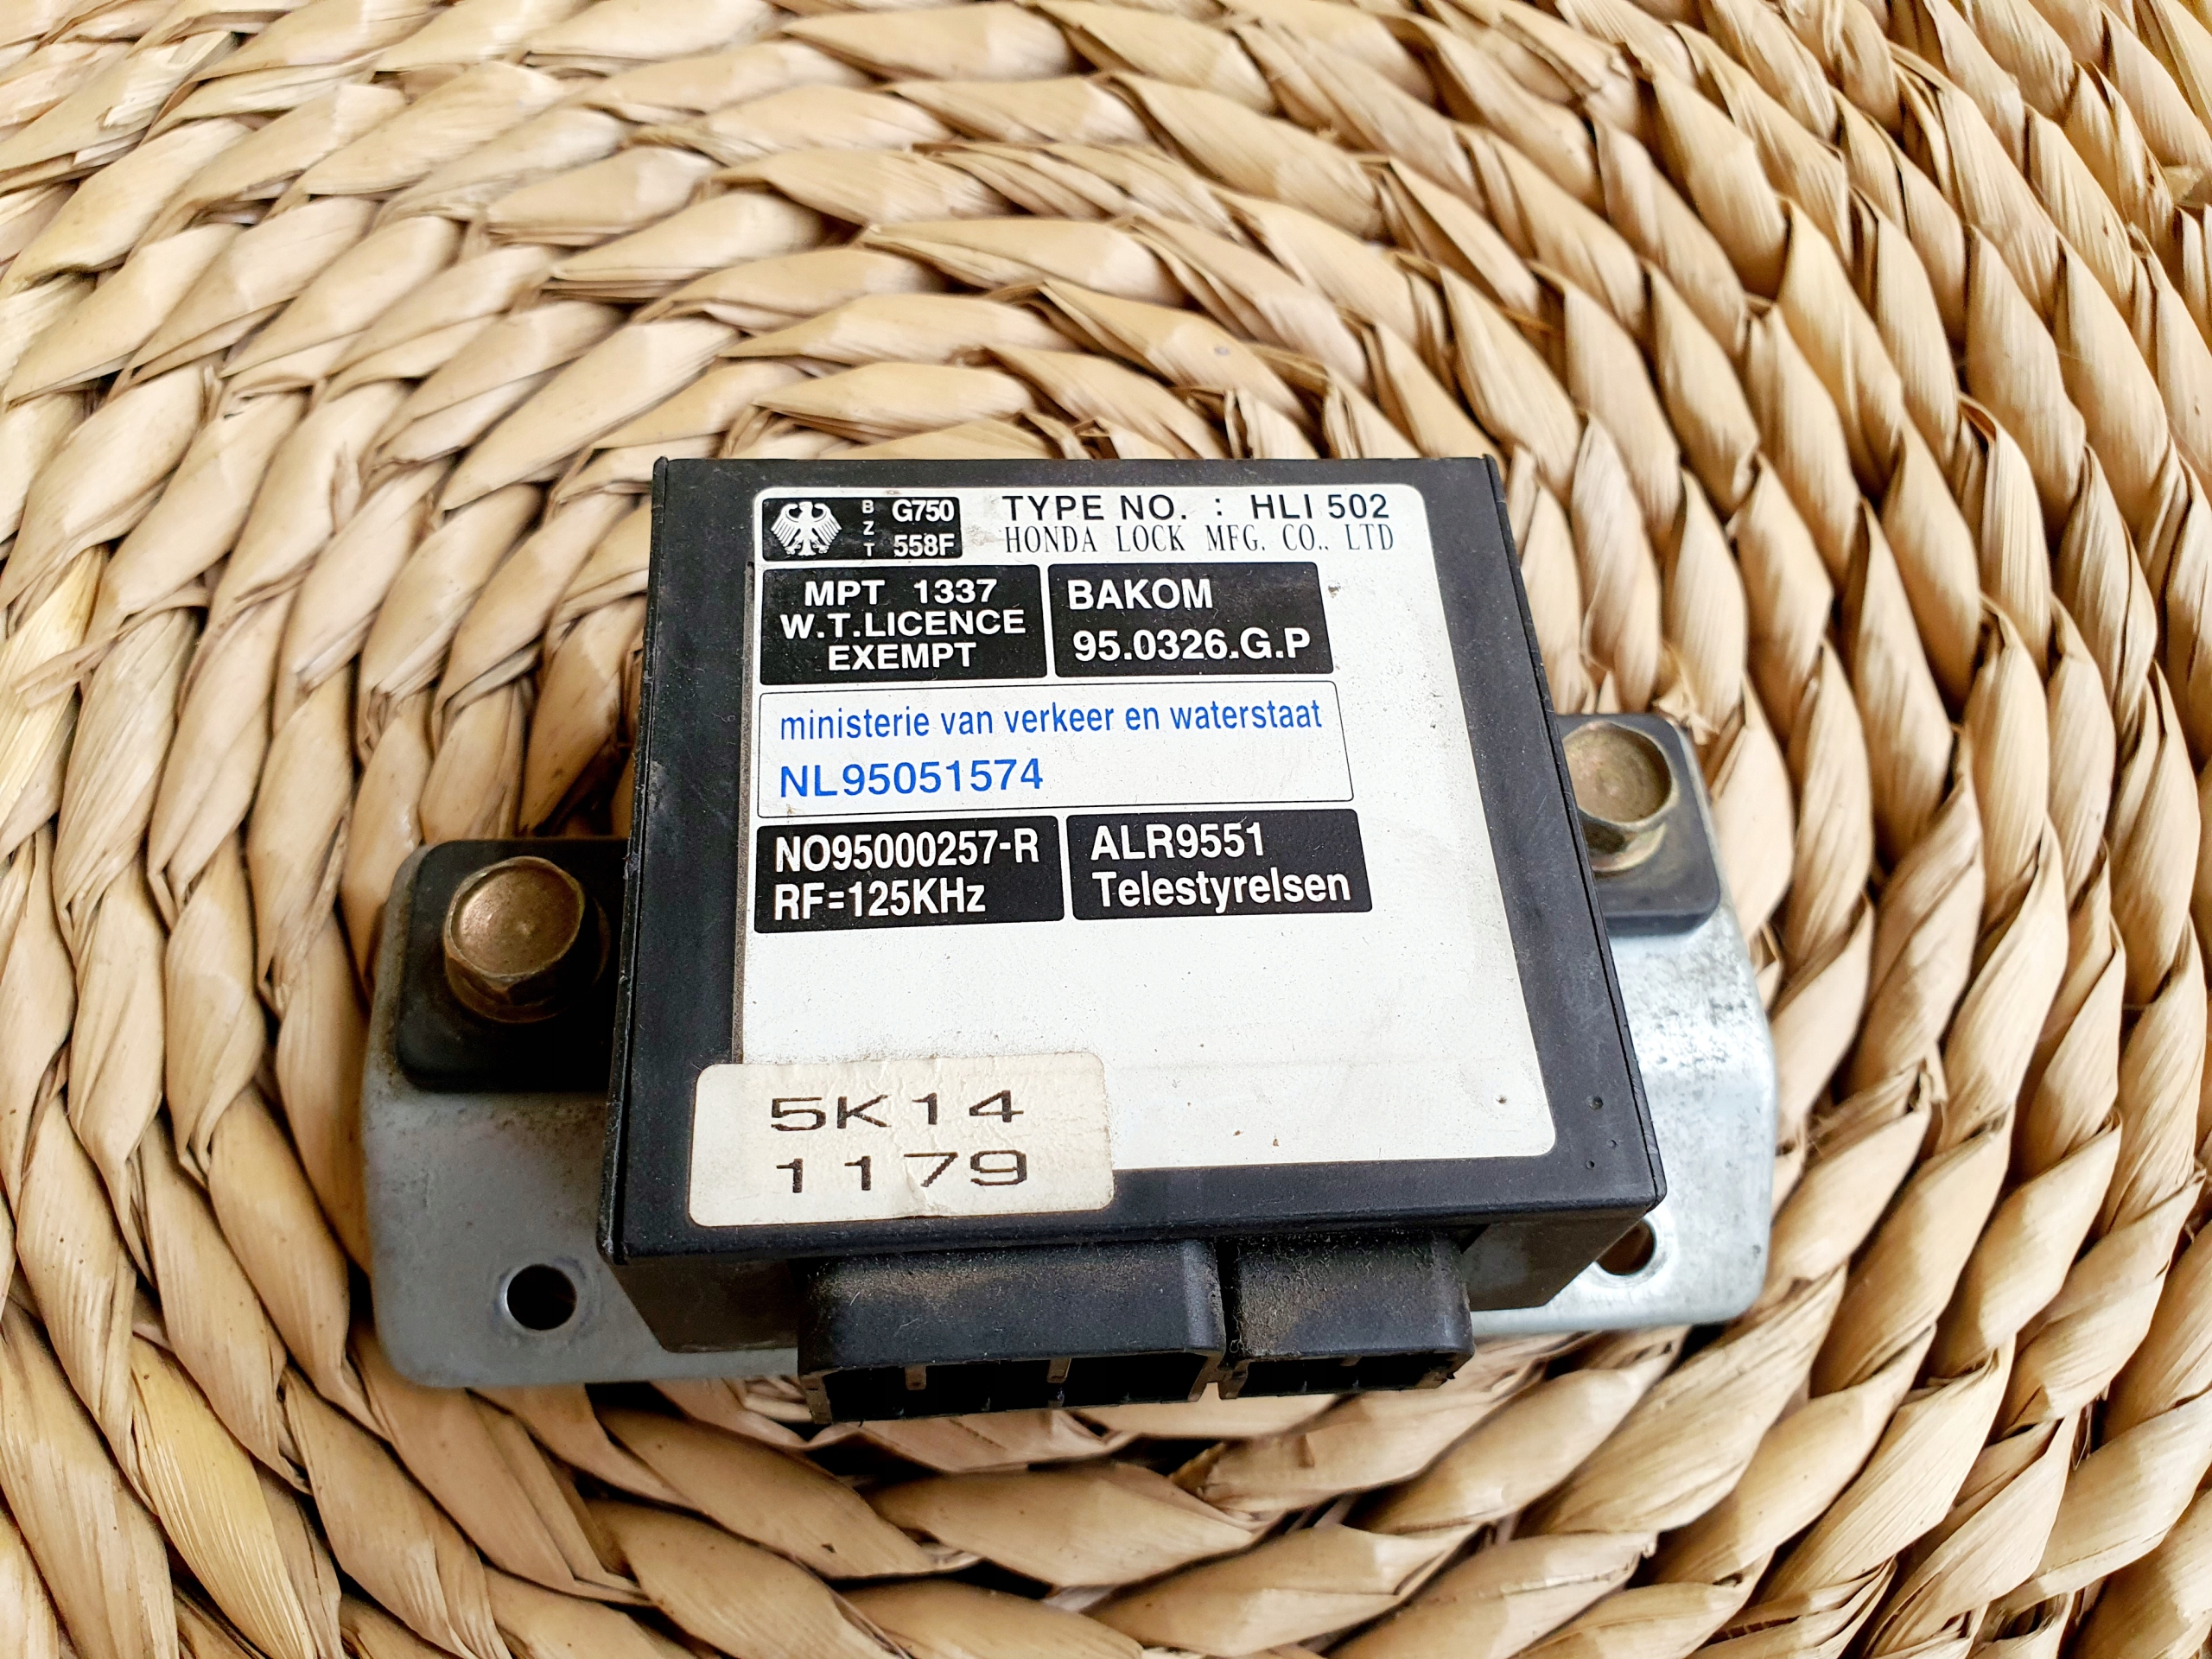 BZT
G750
558F
TYPE NO. : HLI 502
HONDA LOCK MFG. CO., LTD
MPT 1337
W.T.LICENCE
EXEMPT
BAKOM
95.0326.G.P
ministerie van verkeer en waterstaat
NL95051574
NO95000257-R
RF=125KHz
ALR9551
Telestyrelsen
5K14
1179